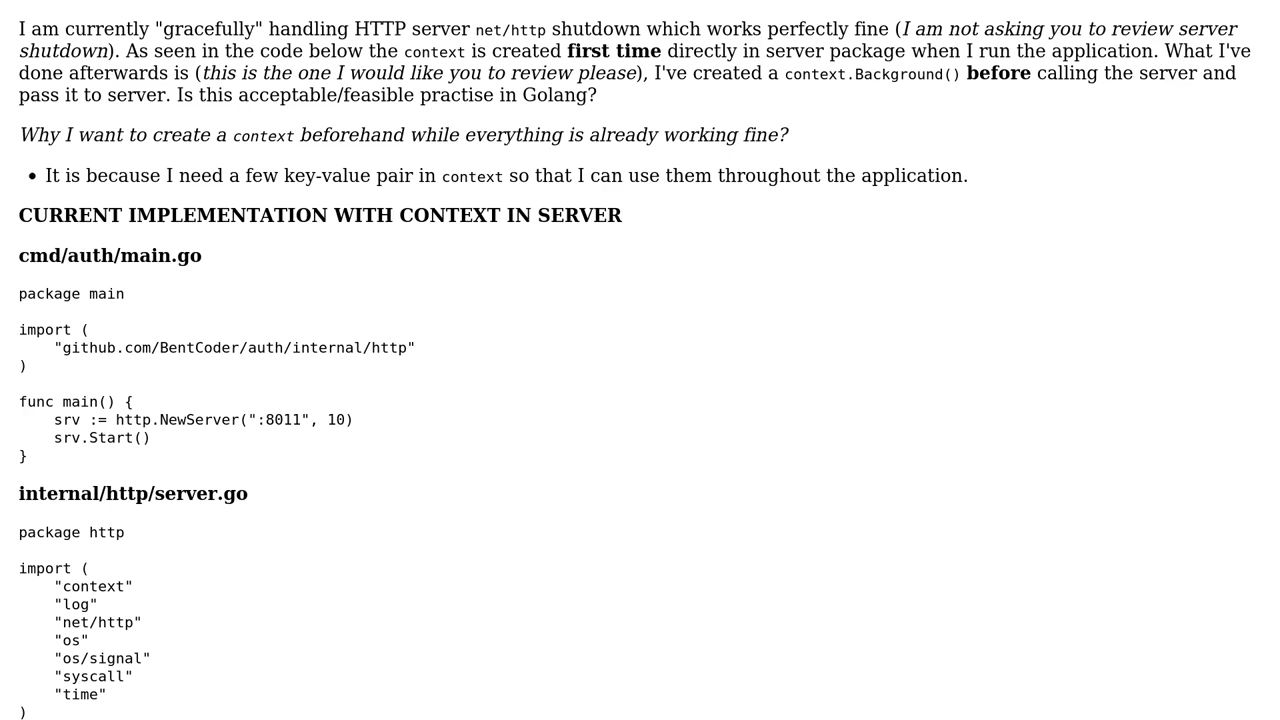 I am currently "gracefully" handling HTTP server net/http shutdown which works perfectly fine (I am not asking you to review server
shutdown). As seen in the code below the context is created first time directly in server package when I run the application. What I've
done afterwards is (this is the one I would like you to review please), I've created a context.Background() before calling the server and
pass it to server. Is this acceptable/feasible practise in Golang?
Why I want to create a context beforehand while everything is already working fine?
• It is because I need a few key-value pair in context so that I can use them throughout the application.
CURRENT IMPLEMENTATION WITH CONTEXT IN SERVER
cmd/auth/main.go
package main
import (
    "github.com/BentCoder/auth/internal/http"
)
func main() {
    srv := http.NewServer(":8011", 10)
    srv.Start()
}
internal/http/server.go
package http
import (
    "context"
    "log"
    "net/http"
    "os"
    "os/signal"
    "syscall"
    "time"
)